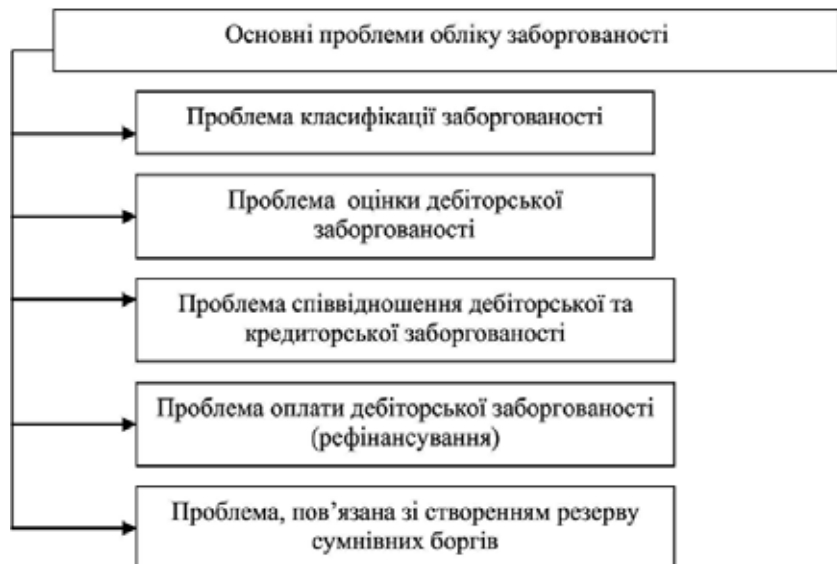 Основні проблеми обліку заборгованості
Проблема класифікації заборгованості
Проблема оцінки дебіторської
заборгованості
Проблема співвідношення дебіторської та
кредиторської заборгованості
Проблема оплати дебіторської заборгованості
(рефінансування)
Проблема, пов’язана зі створенням резерву
сумнівних боргів